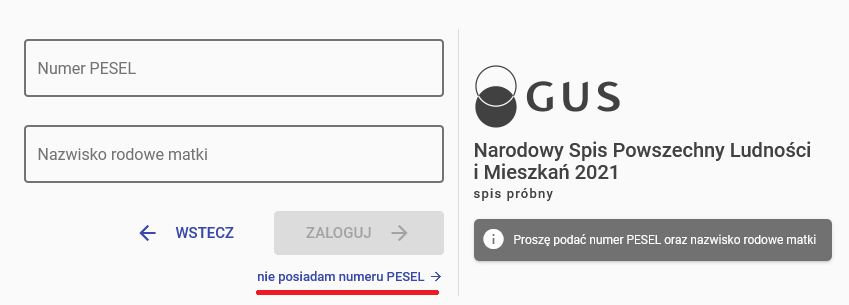 Numer PESEL
Nazwisko rodowe matki
WSTECZ
ZALOGUJ
nie posiadam numeru PESEL
GUS
Narodowy Spis Powszechny Ludności
i Mieszkań 2021
spis próbny
Proszę podać numer PESEL oraz nazwisko rodowe matki